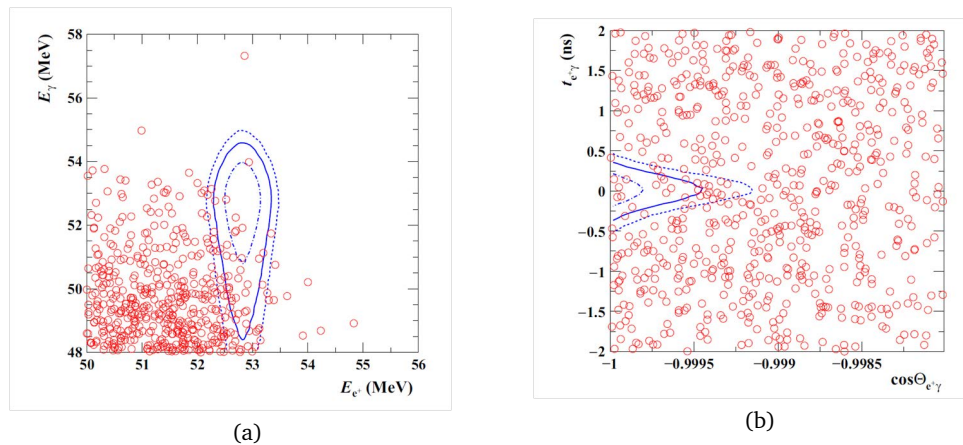 E_γ (MeV)
58
56
54
52
50
48
50 51 52 53 54 55 56
E_e⁺ (MeV)
(a)
t_e⁺γ (ns)
2
1.5
1
0.5
0
−0.5
−1
−1.5
−2
−1 −0.9995 −0.999 −0.9985
cosΘ_e⁺γ
(b)